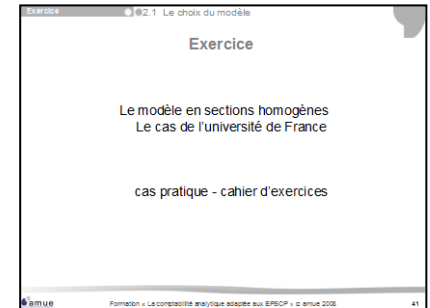 Exercice
2.1 Le choix du modèle
Exercice
Le modèle en sections homogènes
Le cas de l'université de France
cas pratique - cahier d'exercices
amue
Formation « La comptabilité analytique adaptée aux EPSCP » © amue 2008
41